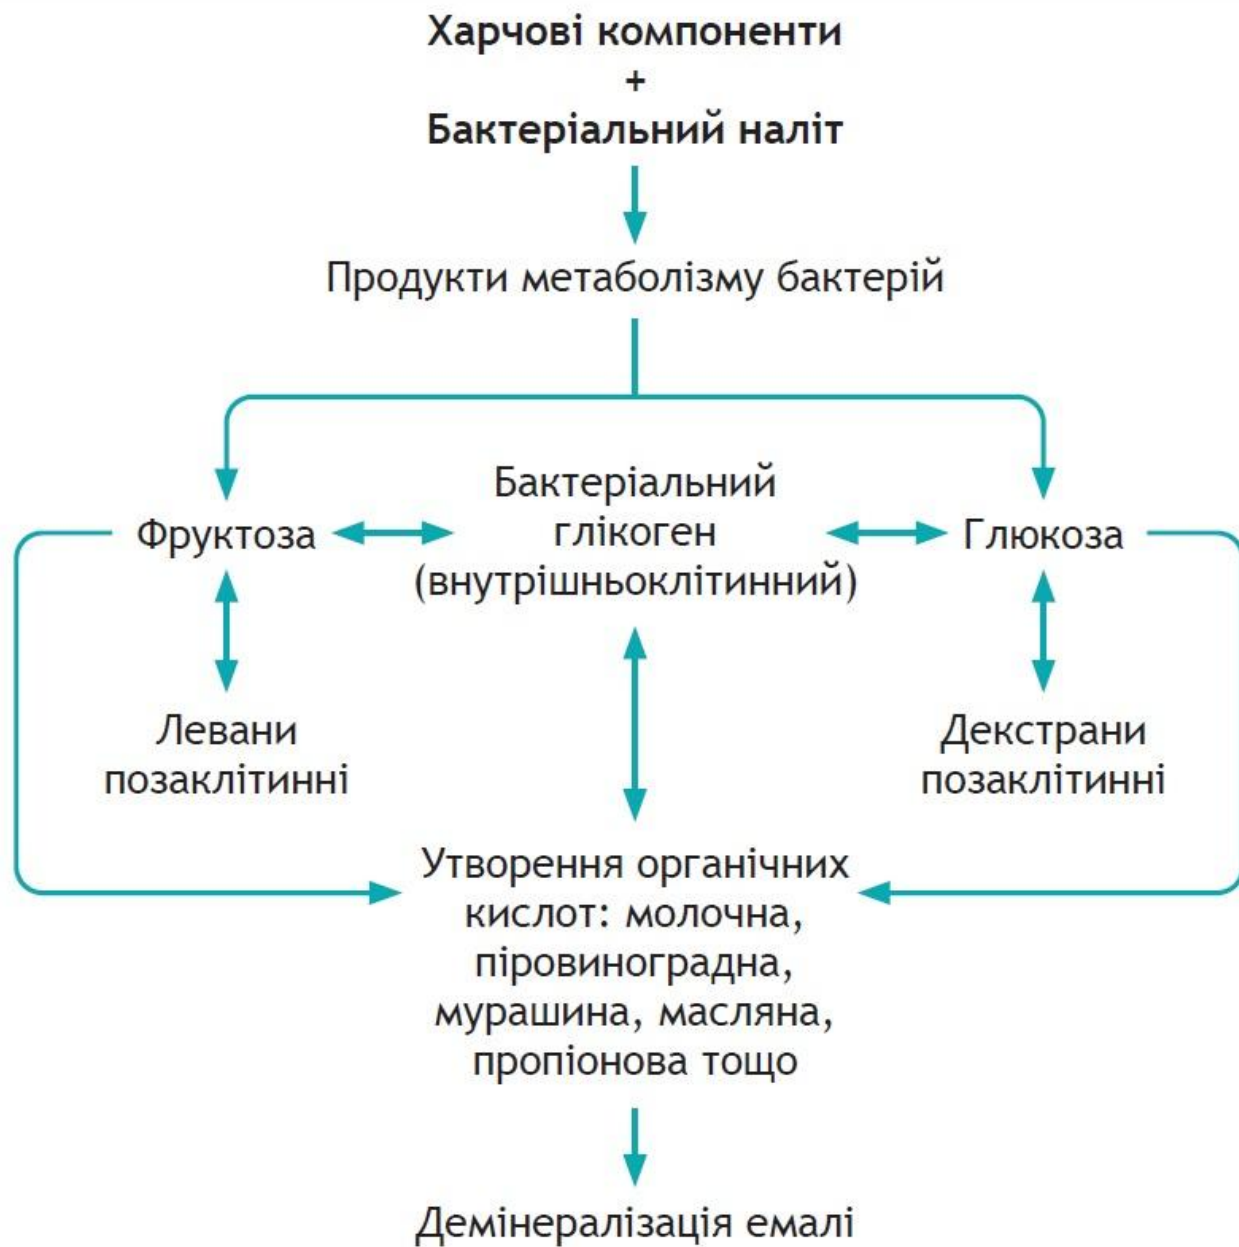 Харчові компоненти
+
Бактеріальний наліт
Продукти метаболізму бактерій
Бактеріальний
глікоген
(внутрішньоклітинний)
Фруктоза
Глюкоза
Левани
позаклітинні
Декстрани
позаклітинні
Утворення органічних
кислот: молочна,
піровиноградна,
мурашина, масляна,
пропіонова тощо
Демінералізація емалі